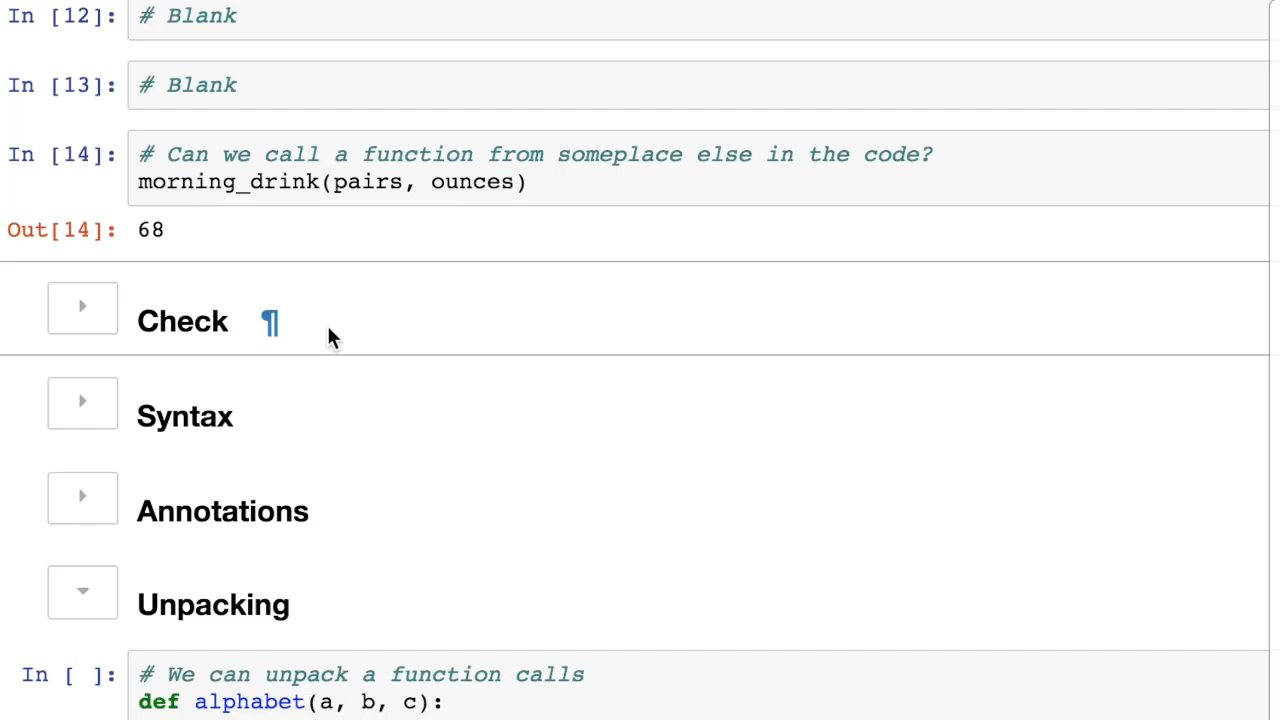 In [12]: # Blank
In [13]: # Blank
In [14]: # Can we call a function from someplace else in the code?
morning_drink(pairs, ounces)
Out[14]: 68
Check ¶
Syntax
Annotations
Unpacking
In [ ]: # We can unpack a function calls
def alphabet(a, b, c):